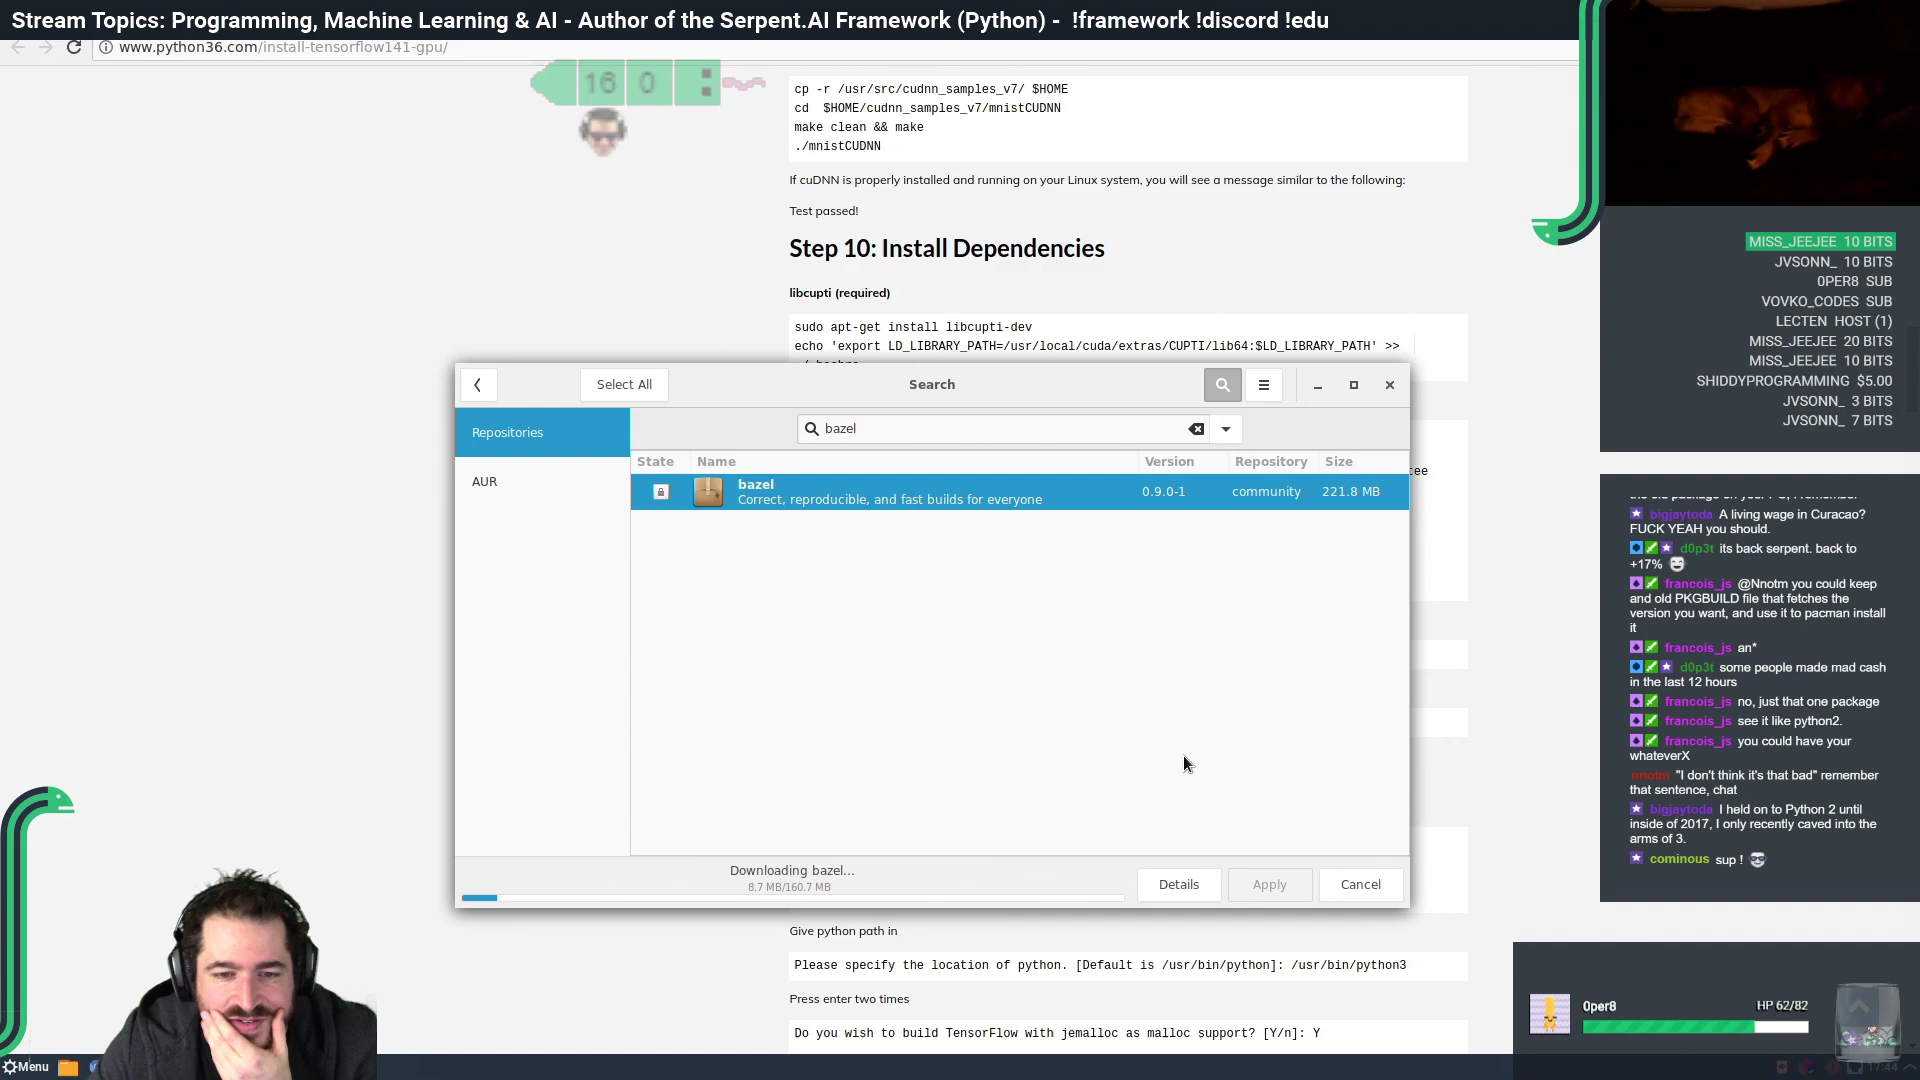 Stream Topics: Programming, Machine Learning & AI - Author of the Serpent.AI Framework (Python) -  !framework !discord !edu
www.python36.com/install-tensorflow141-gpu/
16 0 :
cp -r /usr/src/cudnn_samples_v7/ $HOME
cd  $HOME/cudnn_samples_v7/mnistCUDNN
make clean && make
./mnistCUDNN
If cuDNN is properly installed and running on your Linux system, you will see a message similar to the following:
Test passed!
Step 10: Install Dependencies
libcupti (required)
sudo apt-get install libcupti-dev
echo 'export LD_LIBRARY_PATH=/usr/local/cuda/extras/CUPTI/lib64:$LD_LIBRARY_PATH' >>
Select All
Search
Repositories
AUR
bazel
State
Name
Version
Repository
Size
bazel
Correct, reproducible, and fast builds for everyone
0.9.0-1
community
221.8 MB
tee
Downloading bazel...
8.7 MB/160.7 MB
Details
Apply
Cancel
Give python path in
Please specify the location of python. [Default is /usr/bin/python]: /usr/bin/python3
Press enter two times
Do you wish to build TensorFlow with jemalloc as malloc support? [Y/n]: Y
MISS_JEEJEE 10 BITS
JVSONN_ 10 BITS
0PER8 SUB
VOVKO_CODES SUB
LECTEN HOST (1)
MISS_JEEJEE 20 BITS
MISS_JEEJEE 10 BITS
SHIDDYPROGRAMMING $5.00
JVSONN_ 3 BITS
JVSONN_ 7 BITS
bigjaytoda A living wage in Curacao?
FUCK YEAH you should.
d0p3t its back serpent. back to
+17%
francois_js @Nnotm you could keep
and old PKGBUILD file that fetches the
version you want, and use it to pacman install
it
francois_js an*
d0p3t some people made mad cash
in the last 12 hours
francois_js no, just that one package
francois_js see it like python2.
francois_js you could have your
whateverX
nnotm "I don't think it's that bad" remember
that sentence, chat
bigjaytoda I held on to Python 2 until
inside of 2017, I only recently caved into the
arms of 3.
cominous sup !
0per8
HP 62/82
Menu
17:44